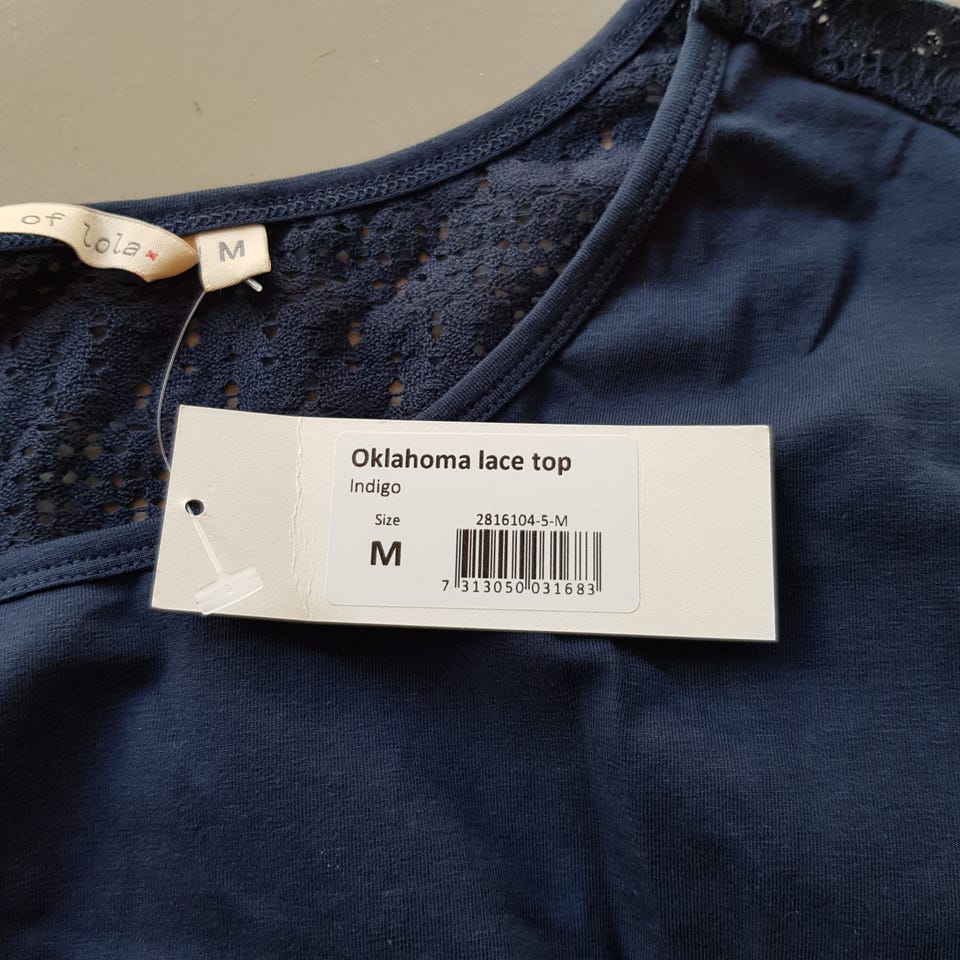 of
lola
M
Oklahoma lace top
Indigo
Size
2816104-5-M
M
7 313050 031683